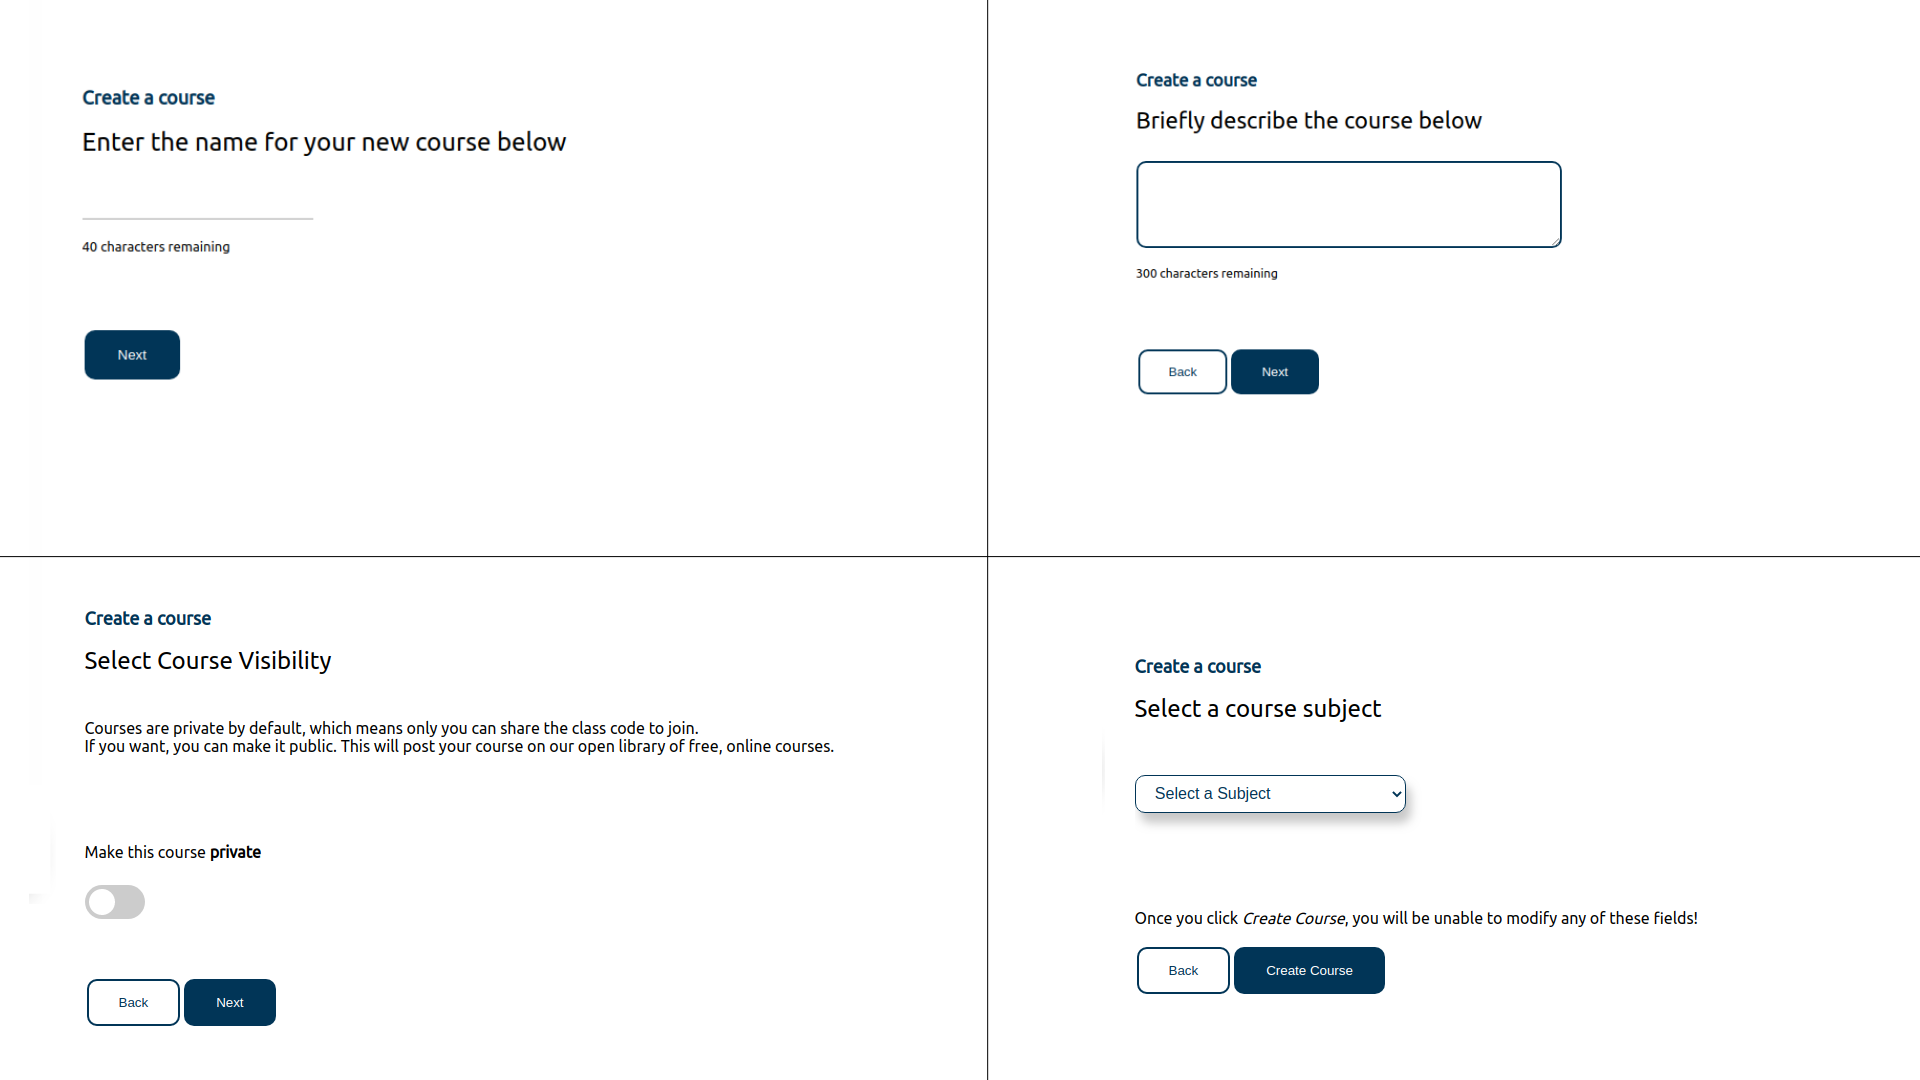 Create a course
Enter the name for your new course below
40 characters remaining
Next
Create a course
Briefly describe the course below
300 characters remaining
Back
Next
Create a course
Select Course Visibility
Courses are private by default, which means only you can share the class code to join.
If you want, you can make it public. This will post your course on our open library of free, online courses.
Make this course private
Back
Next
Create a course
Select a course subject
Select a Subject
Once you click Create Course, you will be unable to modify any of these fields!
Back
Create Course